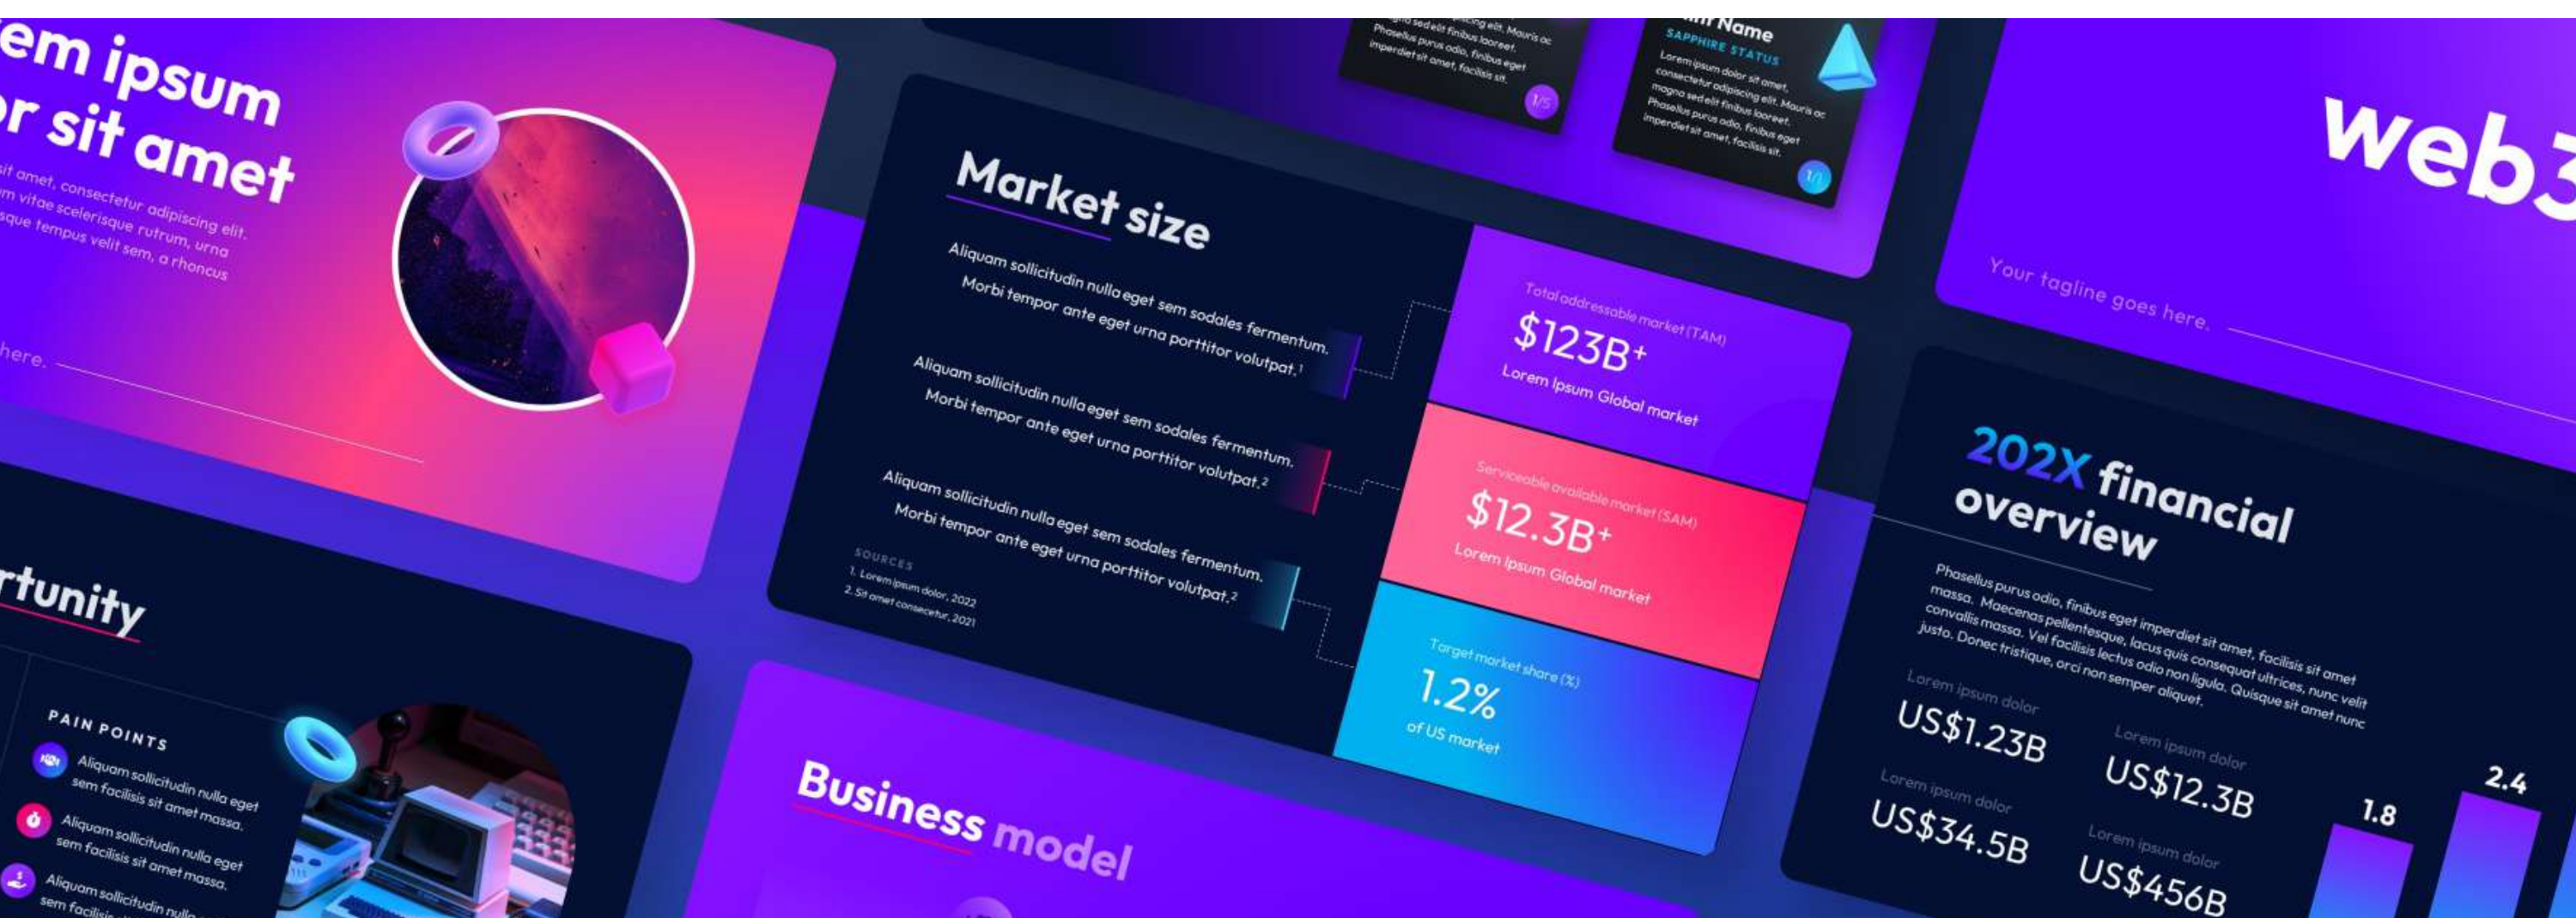 em ipsum
or sit amet
sit amet, consectetur adipiscing elit.
m vitae scelerisque rutrum, urna
sque tempus velit sem, a rhoncus
here.
rtunity
PAIN POINTS
Aliquam sollicitudin nulla eget
sem facilisis sit amet massa.
Aliquam sollicitudin nulla eget
sem facilisis sit amet massa.
Aliquam sollicitudin nulla
sem facilisis
Market size
Aliquam sollicitudin nulla eget sem sodales fermentum.
Morbi tempor ante eget urna porttitor volutpat.¹
Aliquam sollicitudin nulla eget sem sodales fermentum.
Morbi tempor ante eget urna porttitor volutpat.²
Aliquam sollicitudin nulla eget sem sodales fermentum.
Morbi tempor ante eget urna porttitor volutpat.²
SOURCES
1. Lorem ipsum dolor, 2022
2. Sit amet consecetur, 2021
Total addressable market (TAM)
$123B+
Lorem Ipsum Global market
Serviceable available market (SAM)
$12.3B+
Lorem Ipsum Global market
Target market share (%)
1.2%
of US market
Business model
magna sed elit finibus laoreet.
Phasellus purus odio, finibus eget
imperdiet sit amet, facilisis sit.
1/5
Name
SAPPHIRE STATUS
Lorem ipsum dolor sit amet,
consectetur adipiscing elit. Mauris ac
magna sed elit finibus laoreet.
Phasellus purus odio, finibus eget
imperdiet sit amet, facilisis sit.
1/1
web3
Your tagline goes here.
202X financial
overview
Phasellus purus odio, finibus eget imperdiet sit amet, facilisis sit amet
massa. Maecenas pellentesque, lacus quis consequat ultrices, nunc velit
convallis massa. Vel facilisis lectus odio non ligula. Quisque sit amet nunc
justo. Donec tristique, orci non semper aliquet.
Lorem ipsum dolor
US$1.23B
Lorem ipsum dolor
US$12.3B
Lorem ipsum dolor
US$34.5B
Lorem ipsum dolor
US$456B
1.8
2.4